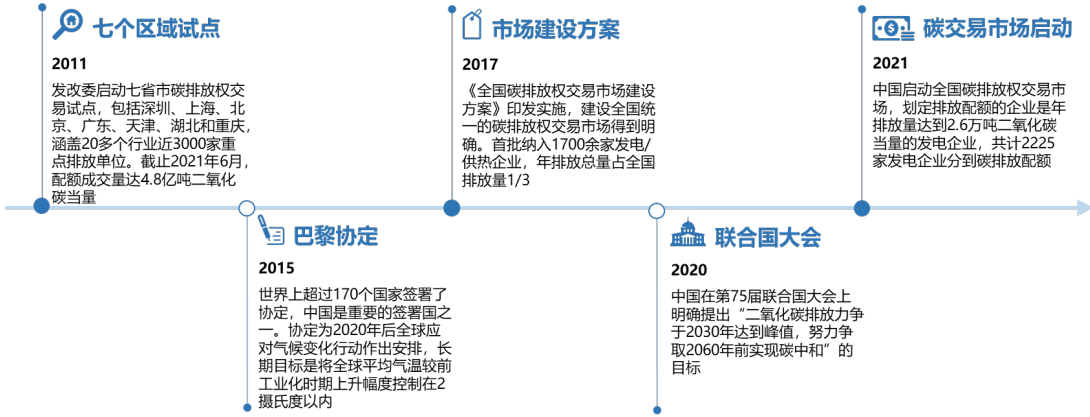 七个区域试点
2011
发改委启动七省市碳排放权交
易试点，包括深圳、上海、北
京、广东、天津、湖北和重庆，
涵盖20多个行业近3000家重
点排放单位。截止2021年6月，
配额成交量达4.8亿吨二氧化
碳当量
巴黎协定
2015
世界上超过170个国家签署了
协定，中国是重要的签署国之
一。协定为2020年后全球应
对气候变化行动作出安排，长
期目标是将全球平均气温较前
工业化时期上升幅度控制在2
摄氏度以内
市场建设方案
2017
《全国碳排放权交易市场建设
方案》印发实施，建设全国统
一的碳排放权交易市场得到明
确。首批纳入1700余家发电/
供热企业，年排放总量占全国
排放量1/3
联合国大会
2020
中国在第75届联合国大会上
明确提出“二氧化碳排放力争
于2030年达到峰值，努力争
取2060年前实现碳中和”的
目标
碳交易市场启动
2021
中国启动全国碳排放权交易市
场，划定排放配额的企业是年
排放量达到2.6万吨二氧化碳
当量的发电企业，共计2225
家发电企业分到碳排放配额